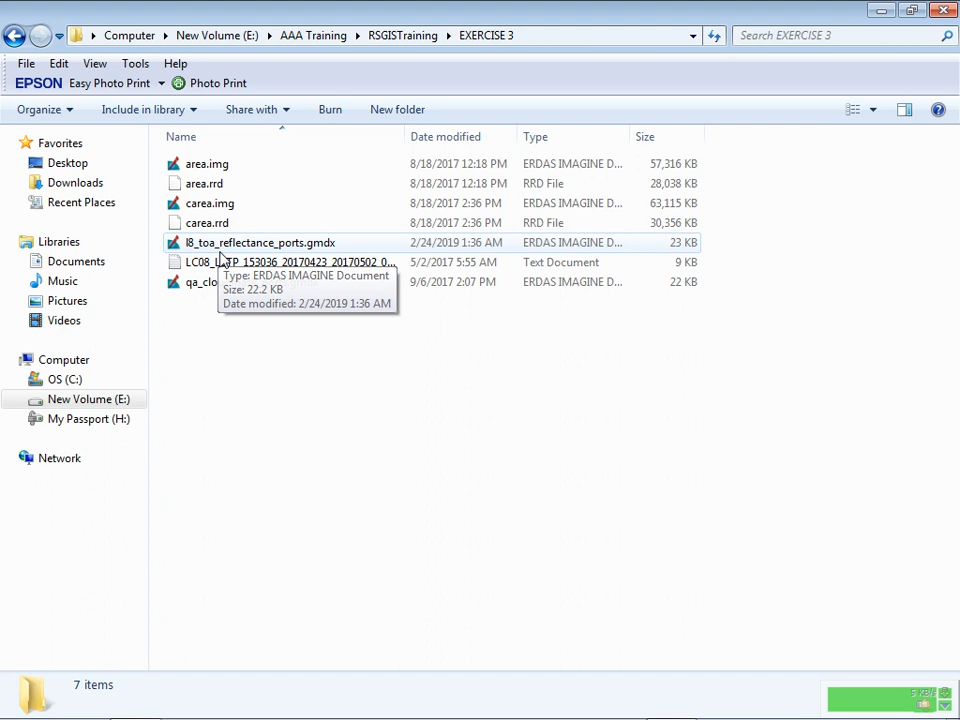 Computer New Volume (E:) AAA Training RSGISTraining EXERCISE 3 Search EXERCISE 3
File Edit View Tools Help
EPSON Easy Photo Print Photo Print
Organize Include in library Share with Burn New folder
Name Date modified Type Size
Favorites
Desktop
Downloads
Recent Places
Libraries
Documents
Music
Pictures
Videos
Computer
OS (C:)
New Volume (E:)
My Passport (H:)
Network
area.img 8/18/2017 12:18 PM ERDAS IMAGINE D... 57,316 KB
area.rrd 8/18/2017 12:18 PM RRD File 28,038 KB
carea.img 8/18/2017 2:36 PM ERDAS IMAGINE D... 63,115 KB
carea.rrd 8/18/2017 2:36 PM RRD File 30,356 KB
l8_toa_reflectance_ports.gmdx 2/24/2019 1:36 AM ERDAS IMAGINE D... 23 KB
5/2/2017 5:55 AM Text Document 9 KB
9/6/2017 2:07 PM ERDAS IMAGINE D... 22 KB
Type: ERDAS IMAGINE Document
Size: 22.2 KB
Date modified: 2/24/2019 1:36 AM
7 items
5 KB/s